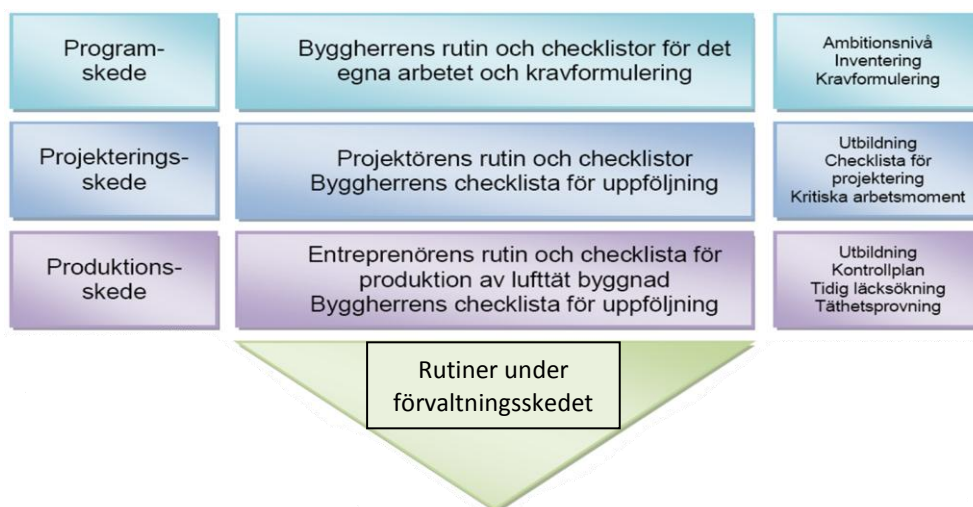 Program-
skede
Byggherrens rutin och checklistor för det
egna arbetet och kravformulering
Ambitionsnivå
Inventering
Kravformulering
Projekterings-
skede
Projektörens rutin och checklistor
Byggherrens checklista för uppföljning
Utbildning
Checklista för
projektering
Kritiska arbetsmoment
Produktions-
skede
Entreprenörens rutin och checklista för
produktion av lufttät byggnad
Byggherrens checklista för uppföljning
Utbildning
Kontrollplan
Tidig läcksökning
Täthetsprovning
Rutiner under
förvaltningsskedet